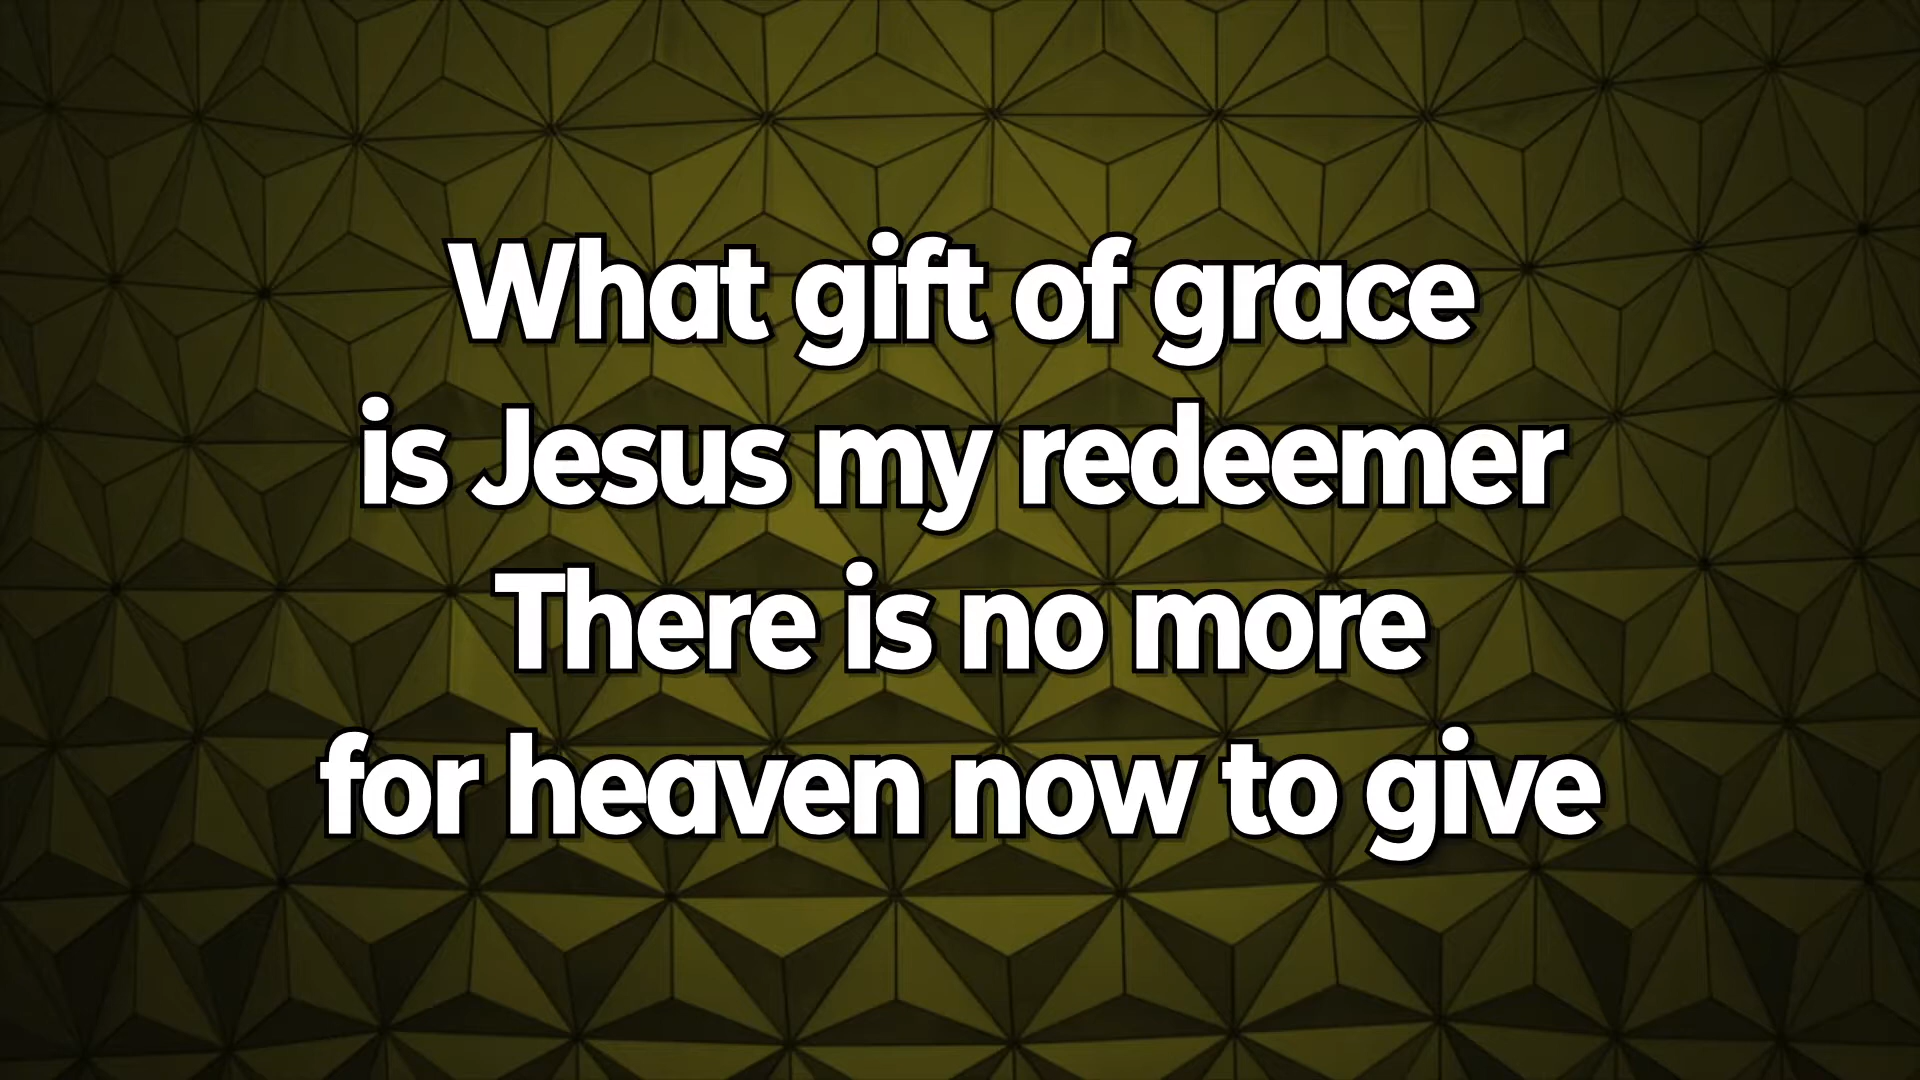 What gift of grace
is Jesus my redeemer
There is no more
for heaven now to give